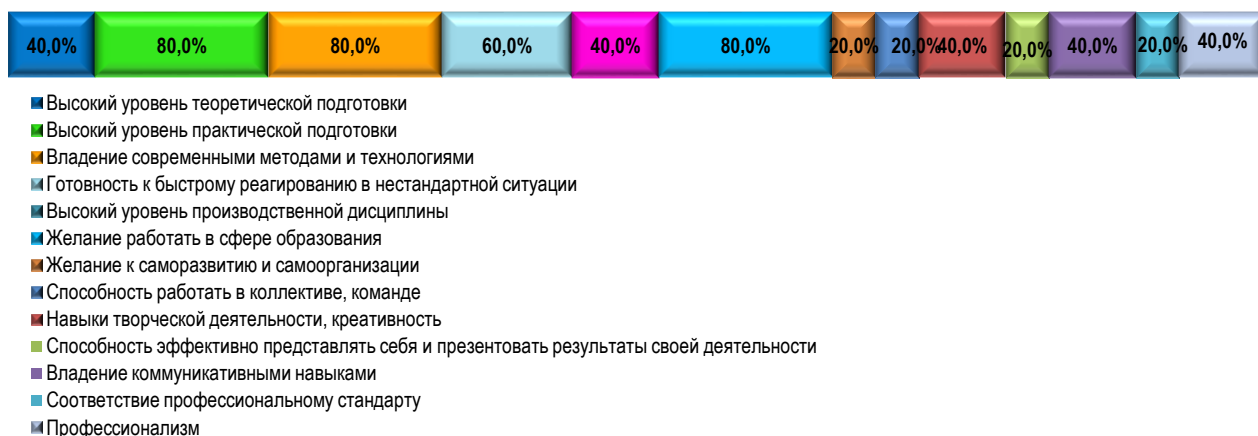 40,0% 80,0% 80,0% 60,0% 40,0% 80,0% 20,0% 20,0% 40,0% 20,0% 40,0% 20,0% 40,0%
Высокий уровень теоретической подготовки
Высокий уровень практической подготовки
Владение современными методами и технологиями
Готовность к быстрому реагированию в нестандартной ситуации
Высокий уровень производственной дисциплины
Желание работать в сфере образования
Желание к саморазвитию и самоорганизации
Способность работать в коллективе, команде
Навыки творческой деятельности, креативность
Способность эффективно представлять себя и презентовать результаты своей деятельности
Владение коммуникативными навыками
Соответствие профессиональному стандарту
Профессионализм